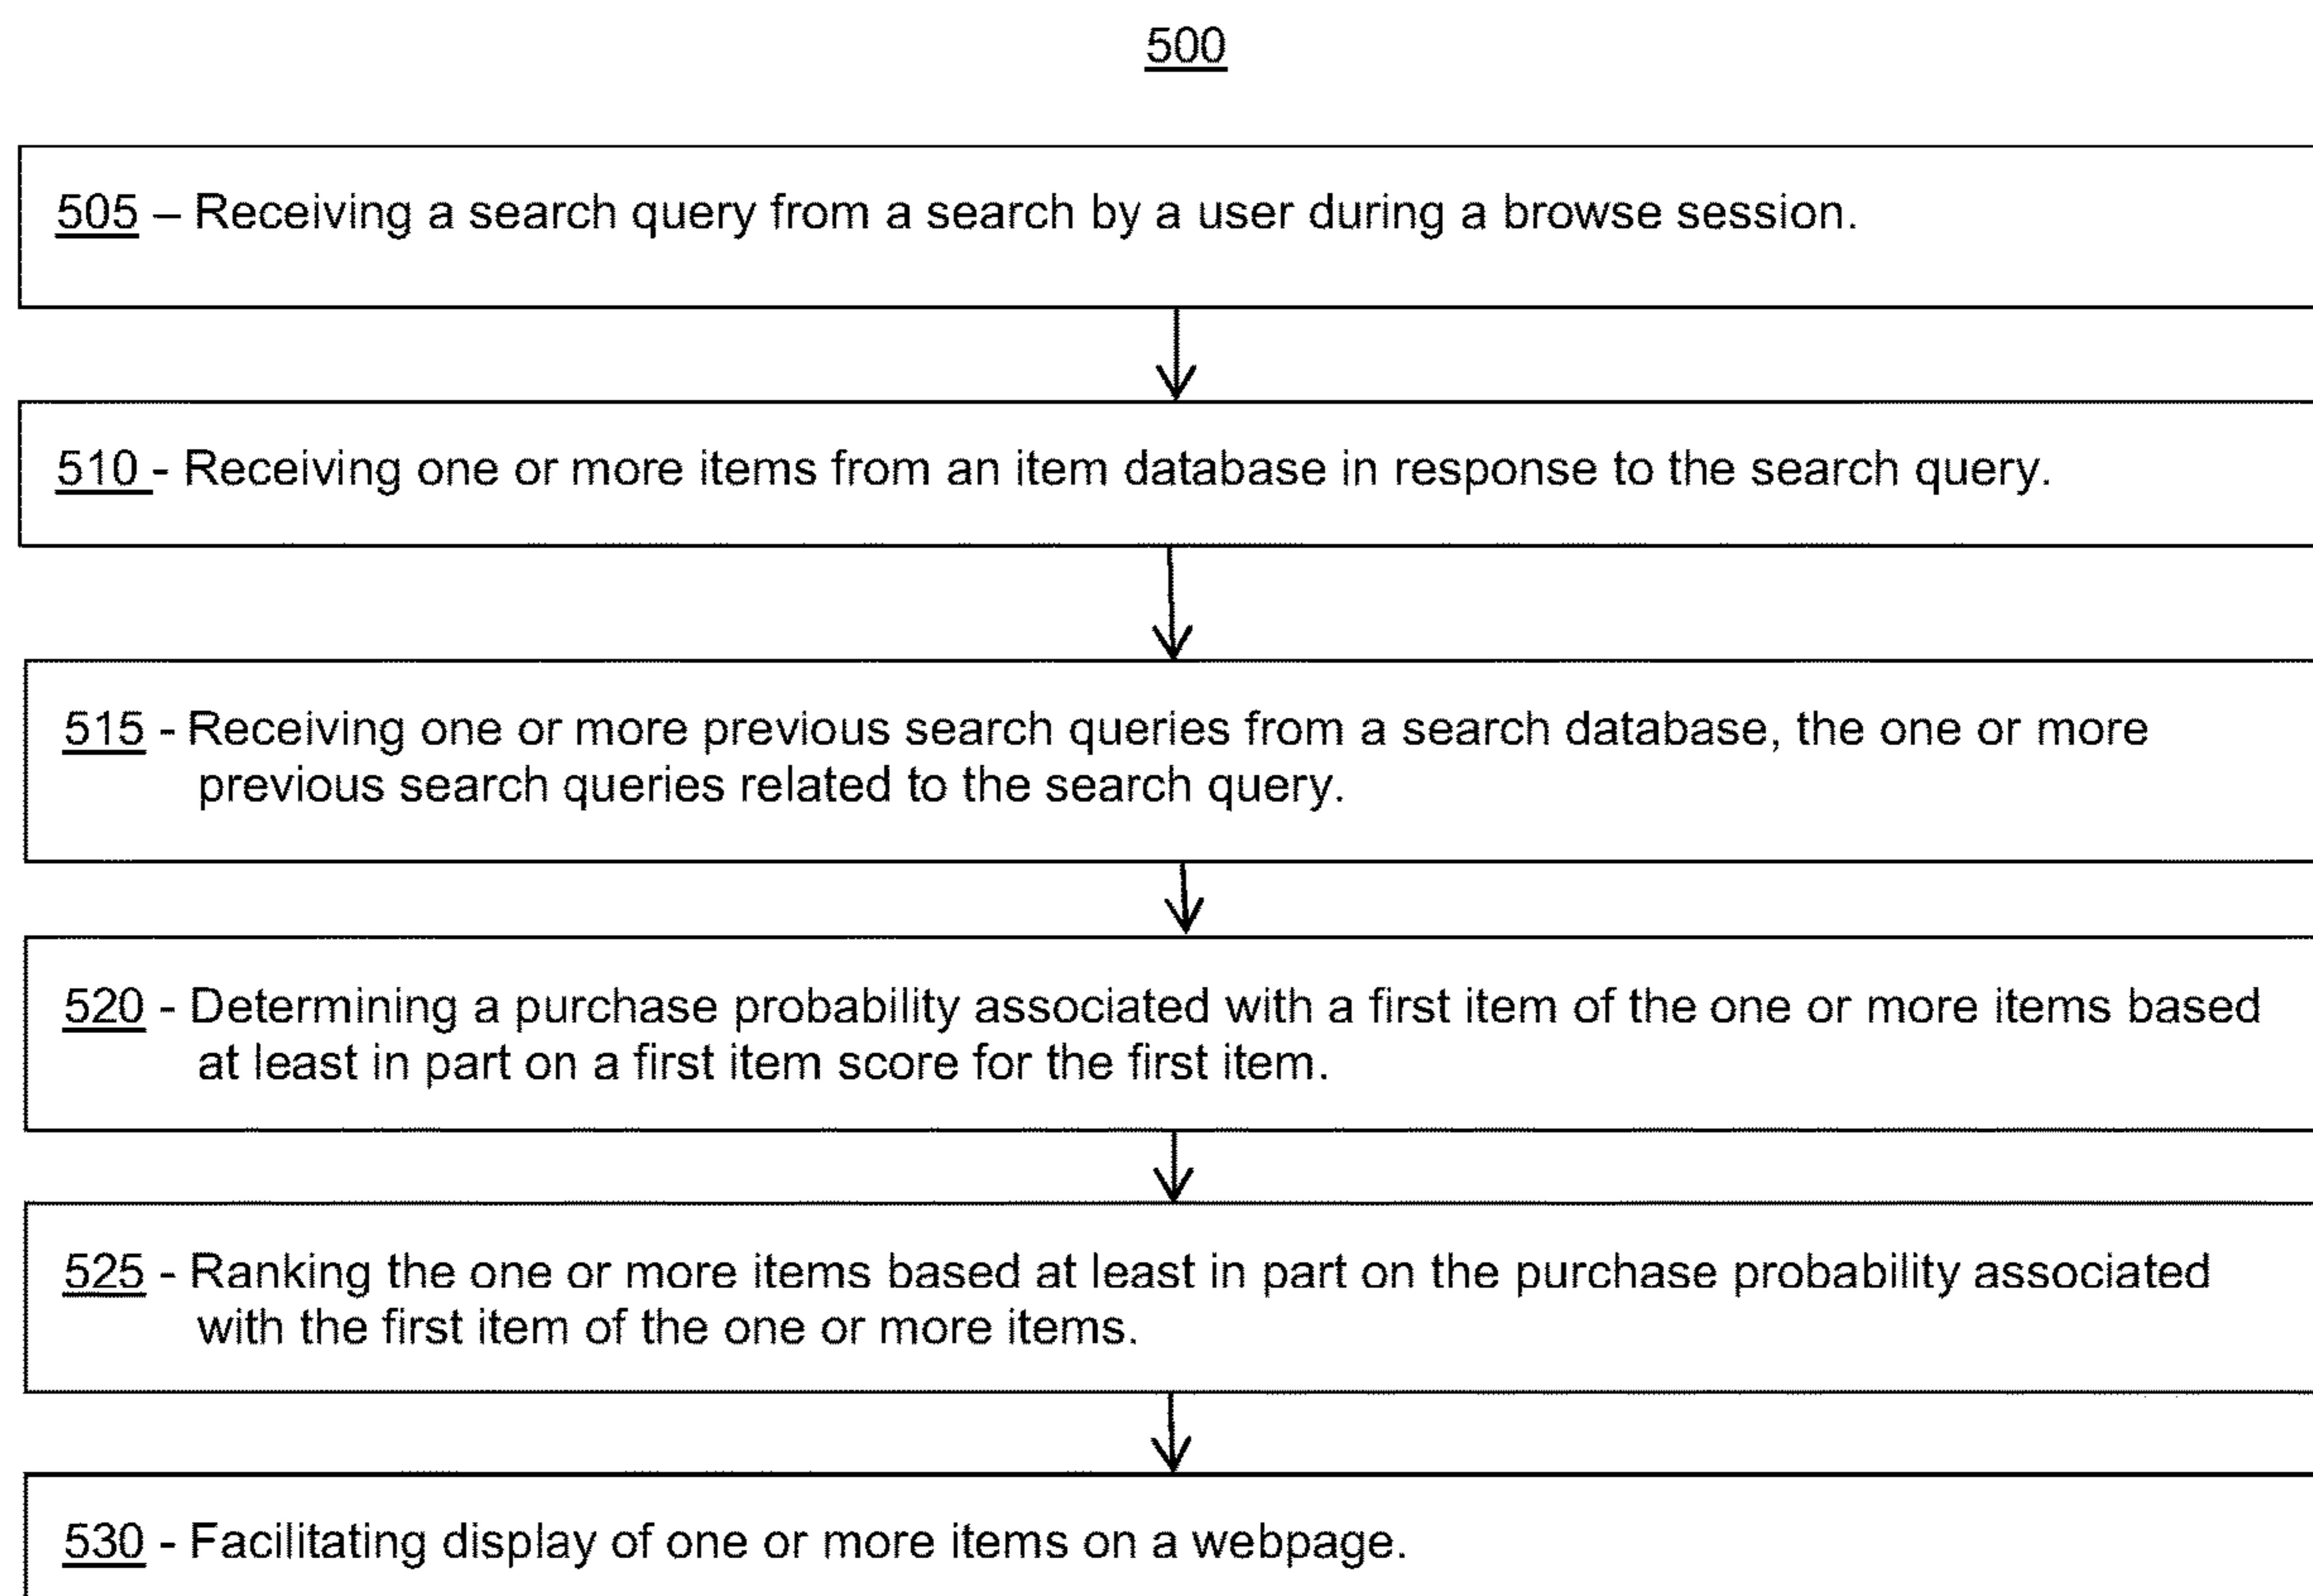 500
505 – Receiving a search query from a search by a user during a browse session.
510 - Receiving one or more items from an item database in response to the search query.
515 - Receiving one or more previous search queries from a search database, the one or more
previous search queries related to the search query.
520 - Determining a purchase probability associated with a first item of the one or more items based
at least in part on a first item score for the first item.
525 - Ranking the one or more items based at least in part on the purchase probability associated
with the first item of the one or more items.
530 - Facilitating display of one or more items on a webpage.